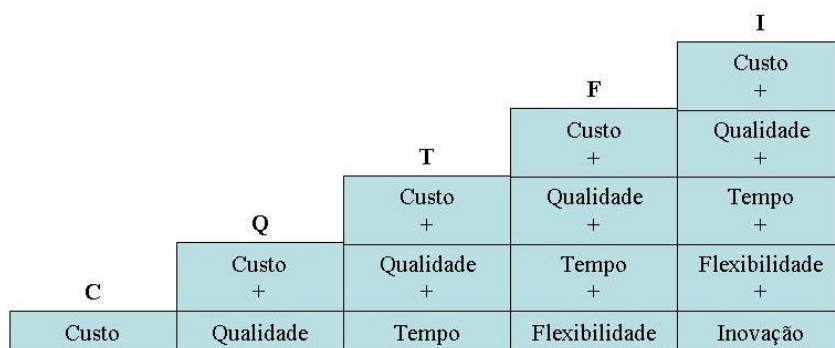 I
Custo
+
F
Custo
+
Qualidade
+
T
Custo
+
Qualidade
+
Tempo
+
Q
Custo
+
Qualidade
+
Tempo
+
Flexibilidade
+
C
Custo
Qualidade
Tempo
Flexibilidade
Inovação